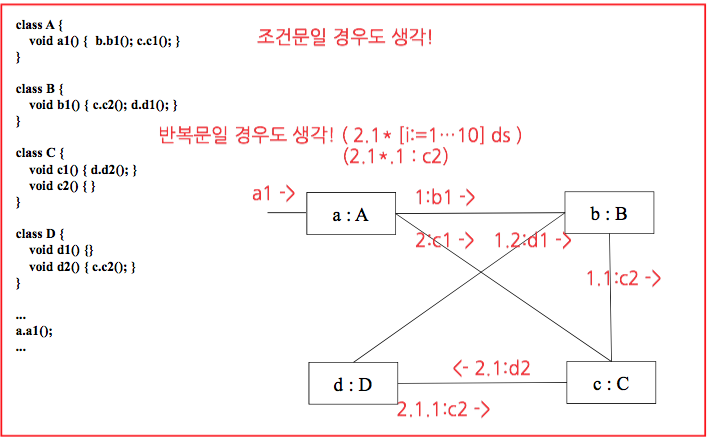 class A {
void a1() { b.b1(); c.c1(); }
}
조건문일 경우도 생각!
class B {
void b1() { c.c2(); d.d1(); }
}
반복문일 경우도 생각! ( 2.1* [i:=1…10] ds )
(2.1*.1 : c2)
class C {
void c1() { d.d2(); }
void c2() { }
}
class D {
void d1() {}
void d2() { c.c2(); }
}
...
a.a1();
...
a1 ->
a : A
1:b1 ->
b : B
2:c1 ->
1.2:d1 ->
1.1:c2 ->
<- 2.1:d2
d : D
c : C
2.1.1:c2 ->